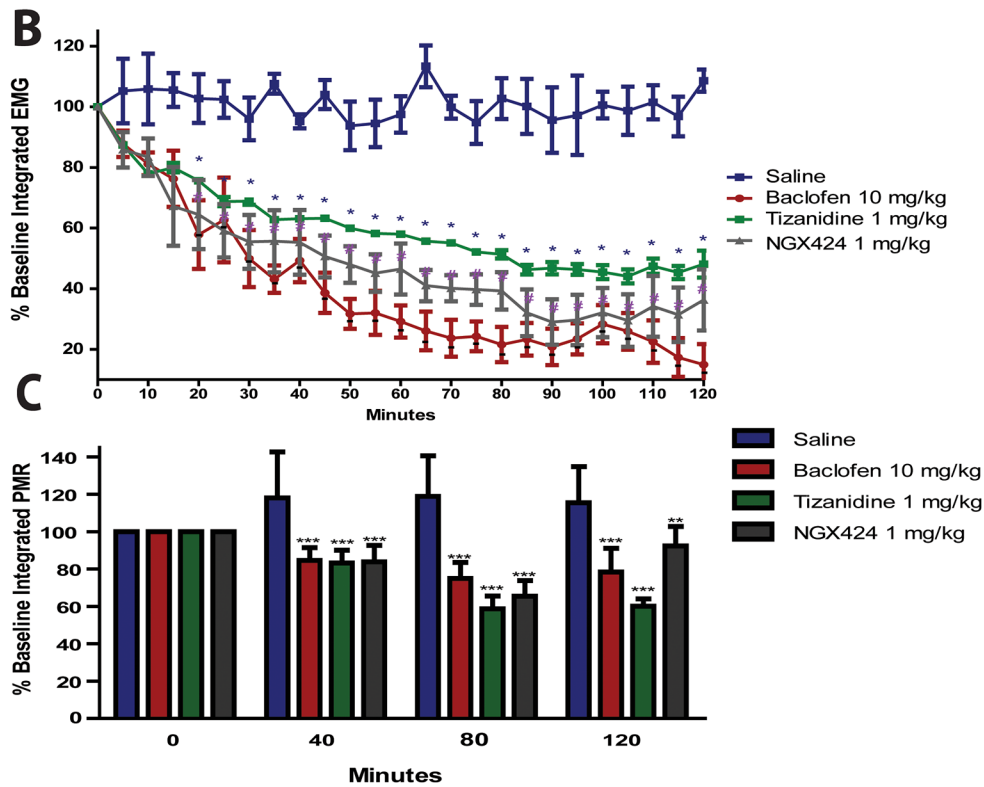 B
% Baseline Integrated EMG
120
100
80
60
40
20
0 10 20 30 40 50 60 70 80 90 100 110 120
Minutes
* * * * * * * * * * * * * * * * * *
# # # # # # # # # # # # # # # # # #
Saline
Baclofen 10 mg/kg
Tizanidine 1 mg/kg
NGX424 1 mg/kg
C
% Baseline Integrated PMR
140
120
100
80
60
40
20
0
*** *** ***
*** *** ***
*** *** **
0 40 80 120
Minutes
Saline
Baclofen 10 mg/kg
Tizanidine 1 mg/kg
NGX424 1 mg/kg